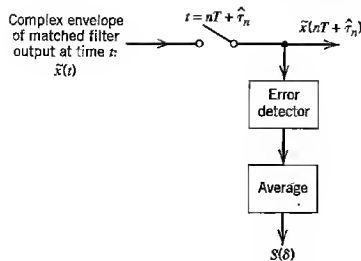 Complex envelope
of matched filter
output at time t:
x̃(t)
t = nT + τ̂ₙ
x̃(nT + τ̂ₙ)
Error
detector
Average
S(δ)